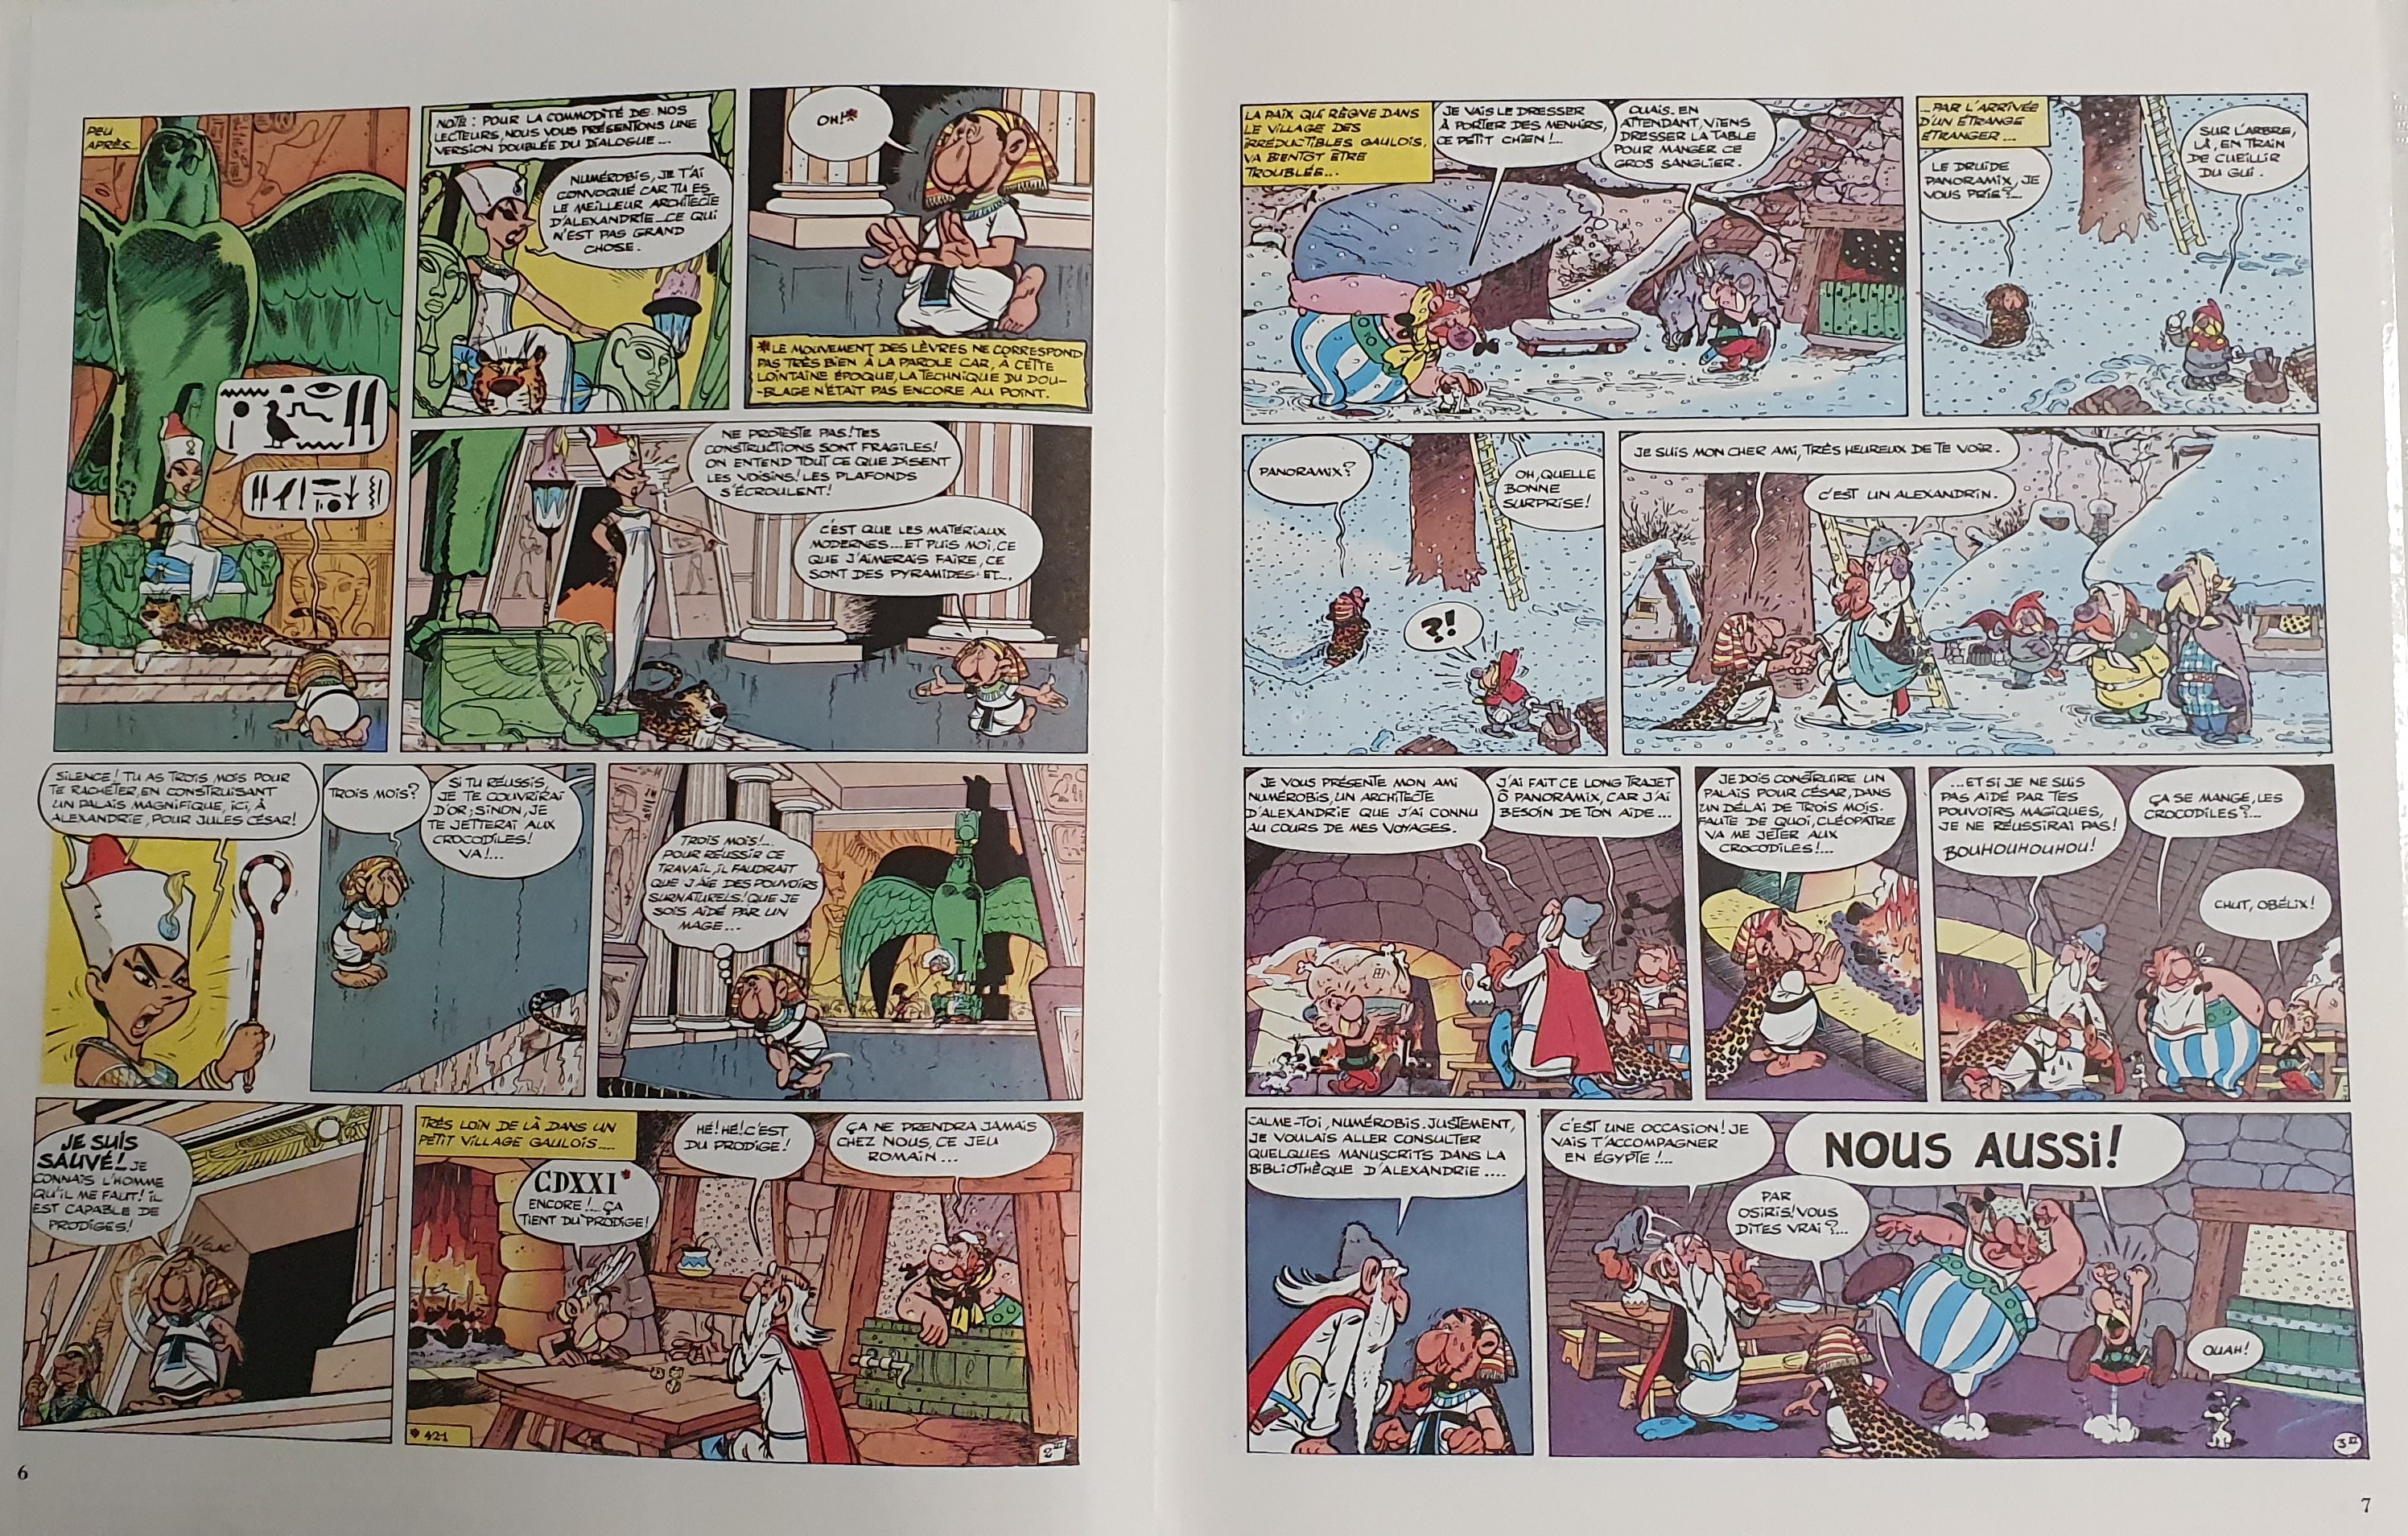 PEU
APRÈS...
NOTE : POUR LA COMMODITÉ DE NOS
LECTEURS, NOUS VOUS PRÉSENTONS UNE
VERSION DOUBLÉE DU DIALOGUE...
NUMÉROBIS, JE T'AI
CONVOQUÉ CAR TU ES
LE MEILLEUR ARCHITECTE
D'ALEXANDRIE... CE QUI
N'EST PAS GRAND
CHOSE.
OH!*
*LE MOUVEMENT DES LÈVRES NE CORRESPOND
PAS TRÈS BIEN À LA PAROLE CAR, À CETTE
LOINTAINE ÉPOQUE, LA TECHNIQUE DU DOU-
-BLAGE N'ÉTAIT PAS ENCORE AU POINT.
NE PROTESTE PAS! TES
CONSTRUCTIONS SONT FRAGILES!
ON ENTEND TOUT CE QUE DISENT
LES VOISINS! LES PLAFONDS
S'ÉCROULENT!
C'EST QUE LES MATÉRIAUX
MODERNES.... ET PUIS MOI, CE
QUE J'AIMERAIS FAIRE, CE
SONT DES PYRAMIDES ET...
SILENCE! TU AS TROIS MOIS POUR
TE RACHETER, EN CONSTRUISANT
UN PALAIS MAGNIFIQUE, ICI, À
ALEXANDRIE, POUR JULES CÉSAR!
TROIS MOIS?
SI TU RÉUSSIS,
JE TE COUVRIRAI
D'OR; SINON, JE
TE JETTERAI AUX
CROCODILES!
VA!...
TROIS MOIS!...
POUR RÉUSSIR CE
TRAVAIL, IL FAUDRAIT
QUE J'AIE DES POUVOIRS
SURNATURELS! QUE JE
SOIS AIDÉ PAR UN
MAGE...
JE SUIS
SAUVÉ! JE
CONNAIS L'HOMME
QU'IL ME FAUT! IL
EST CAPABLE DE
PRODIGES!
CLAC
TRÈS LOIN DE LÀ DANS UN
PETIT VILLAGE GAULOIS....
CDXXI*
ENCORE!... ÇA
TIENT DU PRODIGE!
HÉ! HÉ! C'EST
DU PRODIGE!
ÇA NE PRENDRA JAMAIS
CHEZ NOUS, CE JEU
ROMAIN...
* 421
2 III
6
LA PAIX QUI RÈGNE DANS
LE VILLAGE DES
IRRÉDUCTIBLES GAULOIS,
VA BIENTÔT ÊTRE
TROUBLÉE...
JE VAIS LE DRESSER
À PORTER DES MENHIRS,
CE PETIT CHIEN!...
OUAIS. EN
ATTENDANT, VIENS
DRESSER LA TABLE
POUR MANGER CE
GROS SANGLIER.
...PAR L'ARRIVÉE
D'UN ÉTRANGE
ÉTRANGER...
LE DRUIDE
PANORAMIX, JE
VOUS PRIE?...
SUR L'ARBRE,
LÀ, EN TRAIN
DE CUEILLIR
DU GUI.
PANORAMIX?
OH, QUELLE
BONNE
SURPRISE!
?!
JE SUIS MON CHER AMI, TRÈS HEUREUX DE TE VOIR.
C'EST UN ALEXANDRIN.
JE VOUS PRÉSENTE MON AMI
NUMÉROBIS, UN ARCHITECTE
D'ALEXANDRIE QUE J'AI CONNU
AU COURS DE MES VOYAGES.
J'AI FAIT CE LONG TRAJET
Ô PANORAMIX, CAR J'AI
BESOIN DE TON AIDE...
JE DOIS CONSTRUIRE UN
PALAIS POUR CÉSAR, DANS
UN DÉLAI DE TROIS MOIS.
FAUTE DE QUOI, CLÉOPÂTRE
VA ME JETER AUX
CROCODILES!...
...ET SI JE NE SUIS
PAS AIDÉ PAR TES
POUVOIRS MAGIQUES,
JE NE RÉUSSIRAI PAS!
BOUHOUHOUHOU!
ÇA SE MANGE, LES
CROCODILES?...
CHUT, OBÉLIX!
CALME-TOI, NUMÉROBIS. JUSTEMENT,
JE VOULAIS ALLER CONSULTER
QUELQUES MANUSCRITS DANS LA
BIBLIOTHÈQUE D'ALEXANDRIE....
C'EST UNE OCCASION! JE
VAIS T'ACCOMPAGNER
EN ÉGYPTE!...
PAR
OSIRIS! VOUS
DITES VRAI?...
NOUS AUSSI!
OUAH!
7